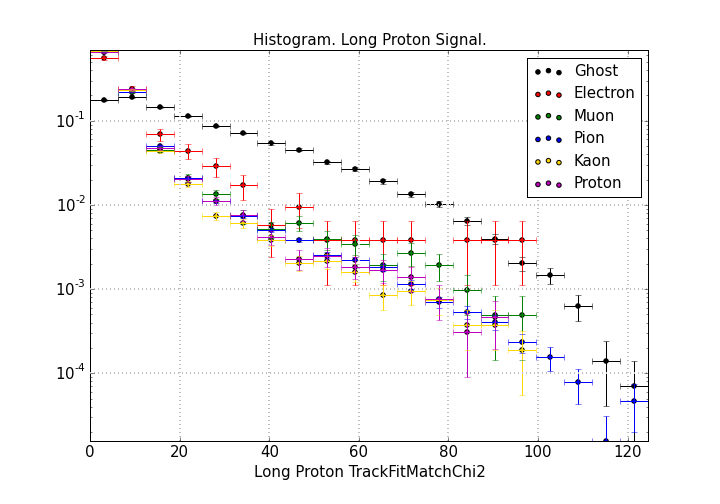 Histogram. Long Proton Signal.
Ghost
Electron
Muon
Pion
Kaon
Proton
10^-1
10^-2
10^-3
10^-4
0 20 40 60 80 100 120
Long Proton TrackFitMatchChi2